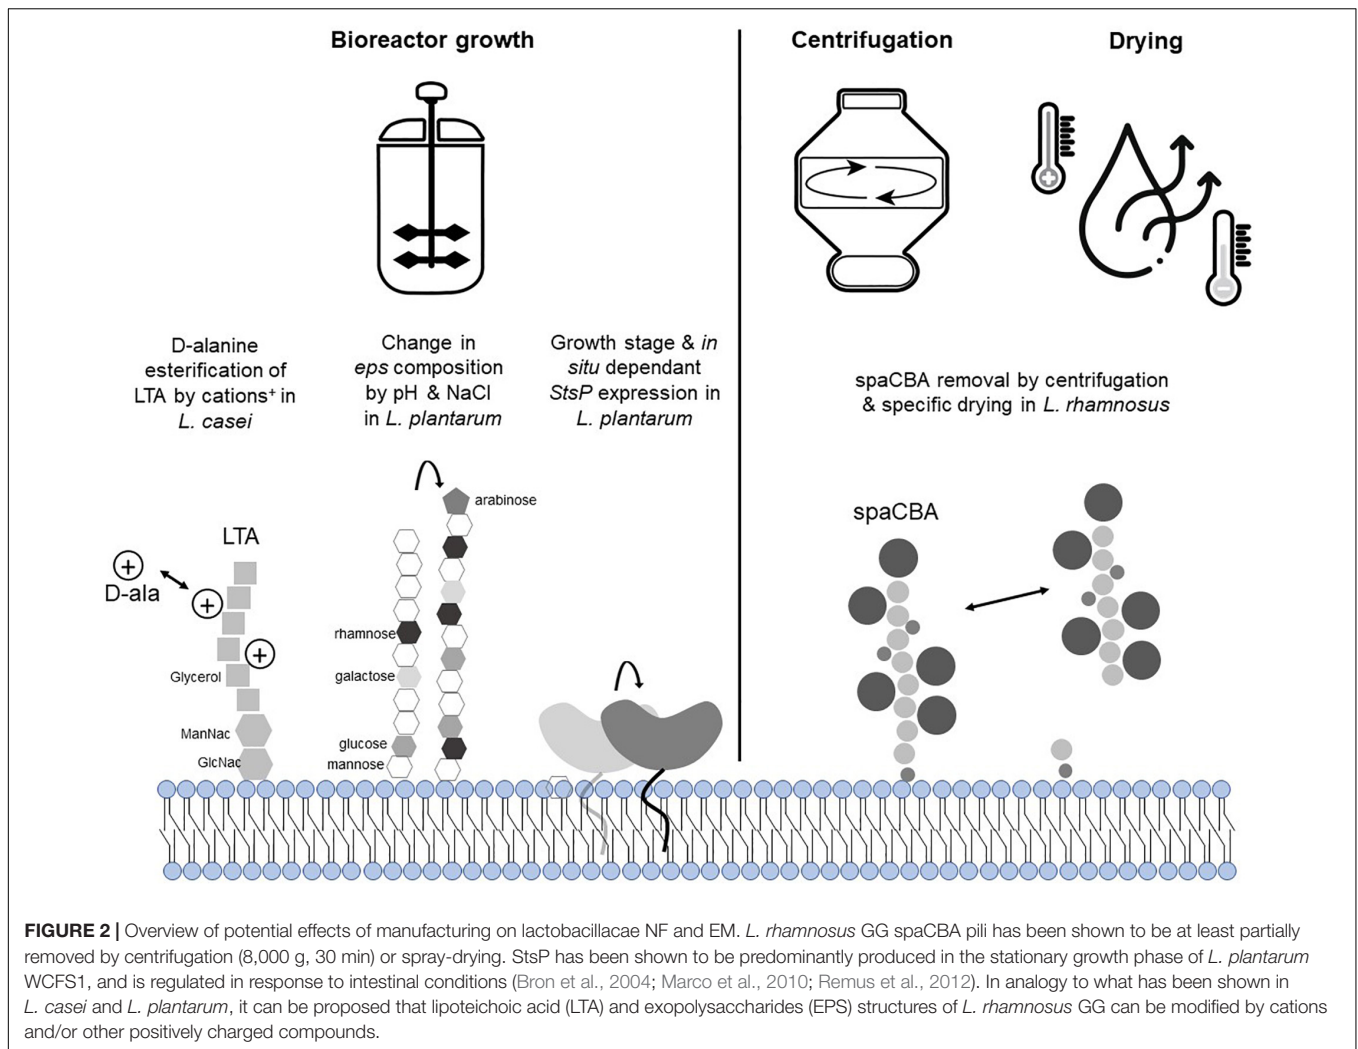 Bioreactor growth
Centrifugation
Drying
D-alanine
esterification of
LTA by cations⁺ in
L. casei
Change in
eps composition
by pH & NaCl
in L. plantarum
Growth stage & in
situ dependant
StsP expression in
L. plantarum
spaCBA removal by centrifugation
& specific drying in L. rhamnosus
LTA
+
D-ala
+
+
Glycerol
ManNac
GlcNac
arabinose
rhamnose
galactose
glucose
mannose
spaCBA
FIGURE 2 | Overview of potential effects of manufacturing on lactobacillacae NF and EM. L. rhamnosus GG spaCBA pili has been shown to be at least partially
removed by centrifugation (8,000 g, 30 min) or spray-drying. StsP has been shown to be predominantly produced in the stationary growth phase of L. plantarum
WCFS1, and is regulated in response to intestinal conditions (Bron et al., 2004; Marco et al., 2010; Remus et al., 2012). In analogy to what has been shown in
L. casei and L. plantarum, it can be proposed that lipoteichoic acid (LTA) and exopolysaccharides (EPS) structures of L. rhamnosus GG can be modified by cations
and/or other positively charged compounds.